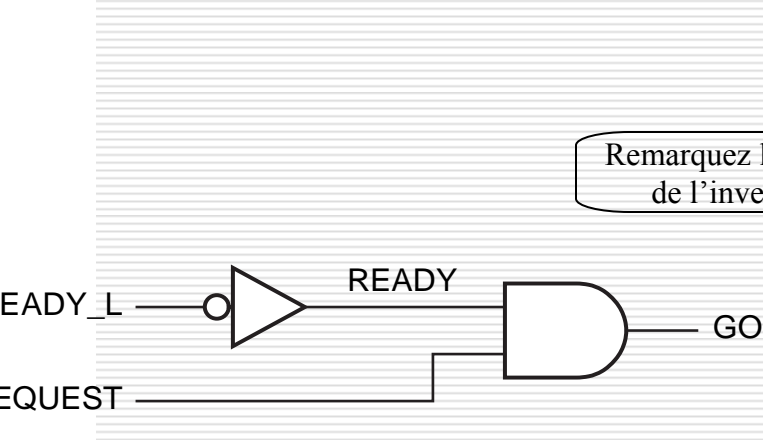 Remarquez
de l'inve
READY
EADY_L
GO
EQUEST